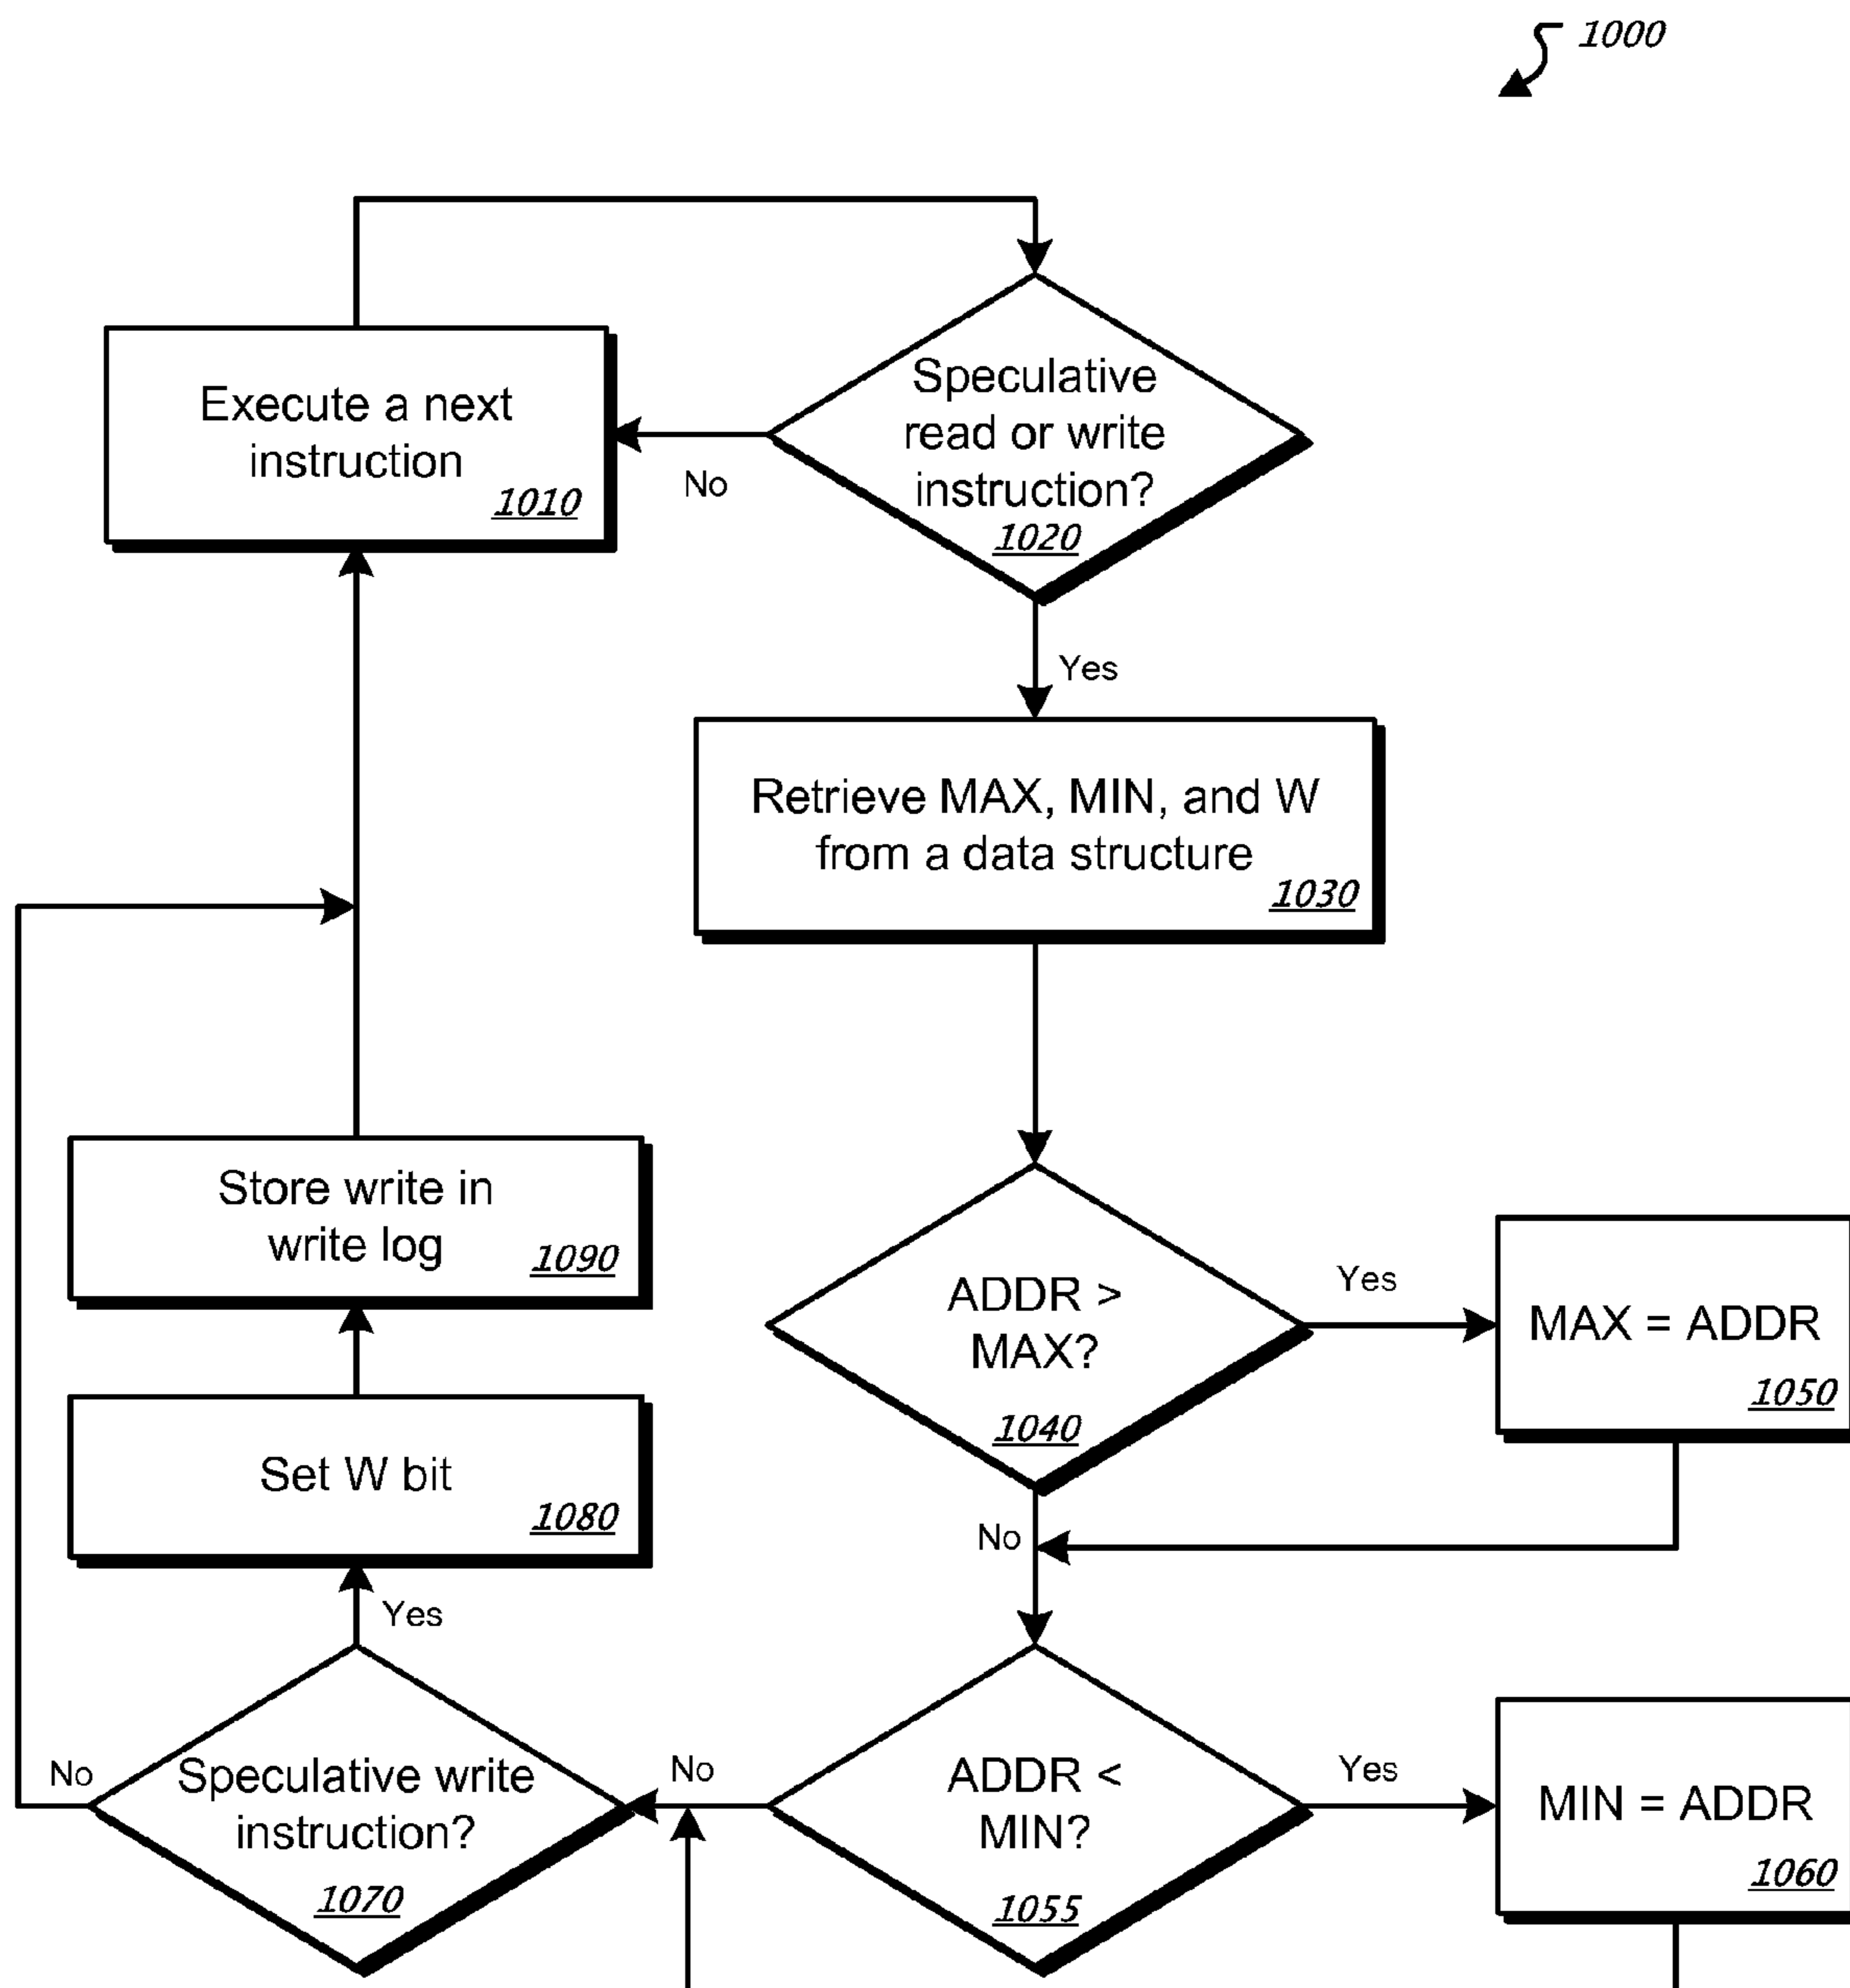 1000
Execute a next
instruction
1010
Speculative
read or write
instruction?
1020
No
Yes
Retrieve MAX, MIN, and W
from a data structure
1030
ADDR >
MAX?
1040
Yes
MAX = ADDR
1050
No
ADDR <
MIN?
1055
Yes
MIN = ADDR
1060
No
Speculative write
instruction?
1070
No
Yes
Set W bit
1080
Store write in
write log
1090